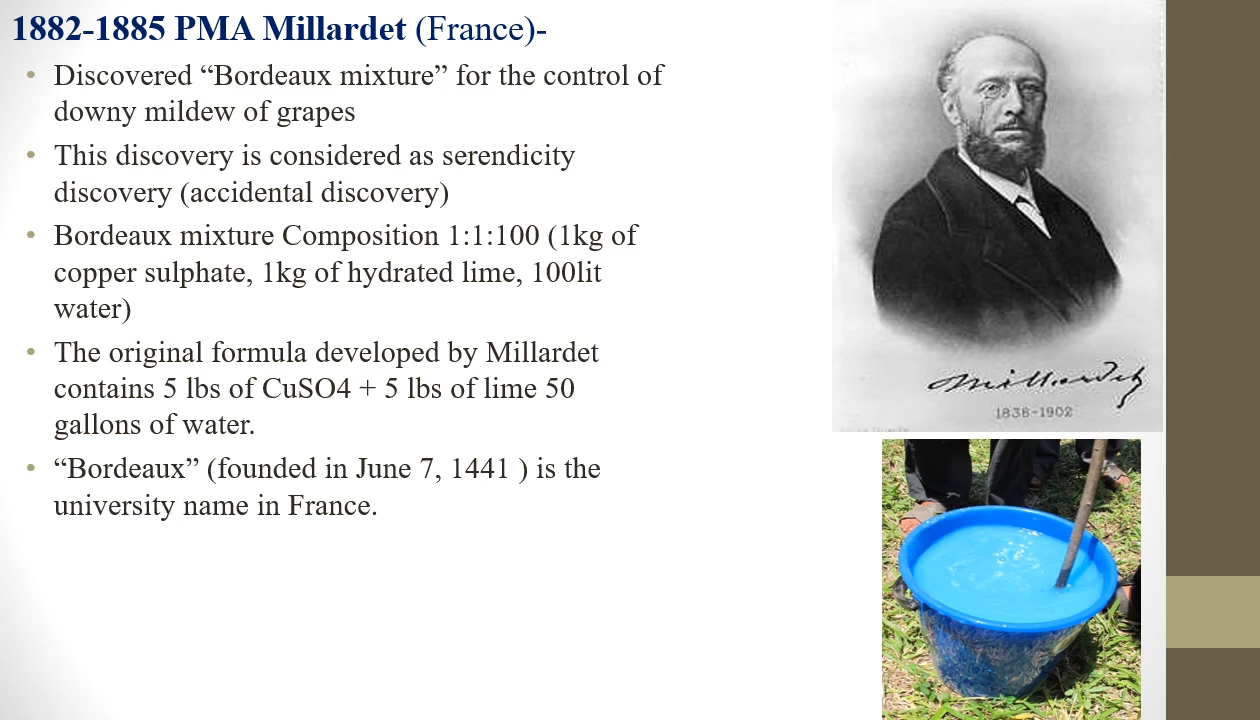 1882-1885 PMA Millardet (France)-
• Discovered “Bordeaux mixture” for the control of
downy mildew of grapes
• This discovery is considered as serendicity
discovery (accidental discovery)
• Bordeaux mixture Composition 1:1:100 (1kg of
copper sulphate, 1kg of hydrated lime, 100lit
water)
• The original formula developed by Millardet
contains 5 lbs of CuSO4 + 5 lbs of lime 50
gallons of water.
• “Bordeaux” (founded in June 7, 1441 ) is the
university name in France.
Millardet
1838-1902